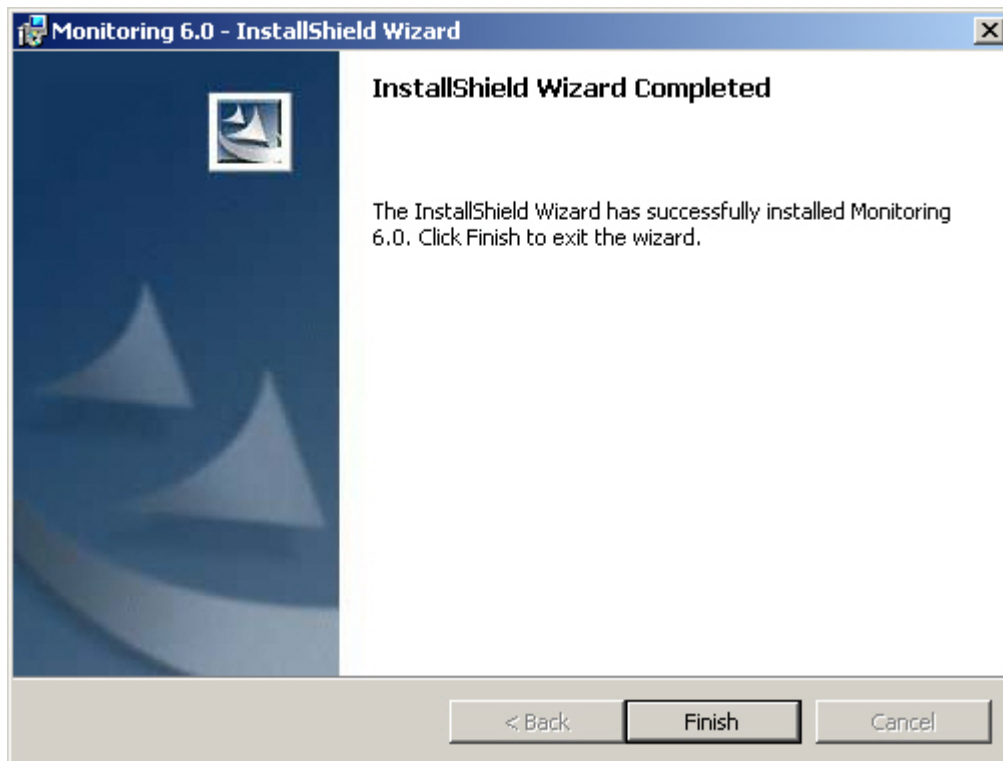 Monitoring 6.0 - InstallShield Wizard
InstallShield Wizard Completed
The InstallShield Wizard has successfully installed Monitoring
6.0. Click Finish to exit the wizard.
< Back
Finish
Cancel